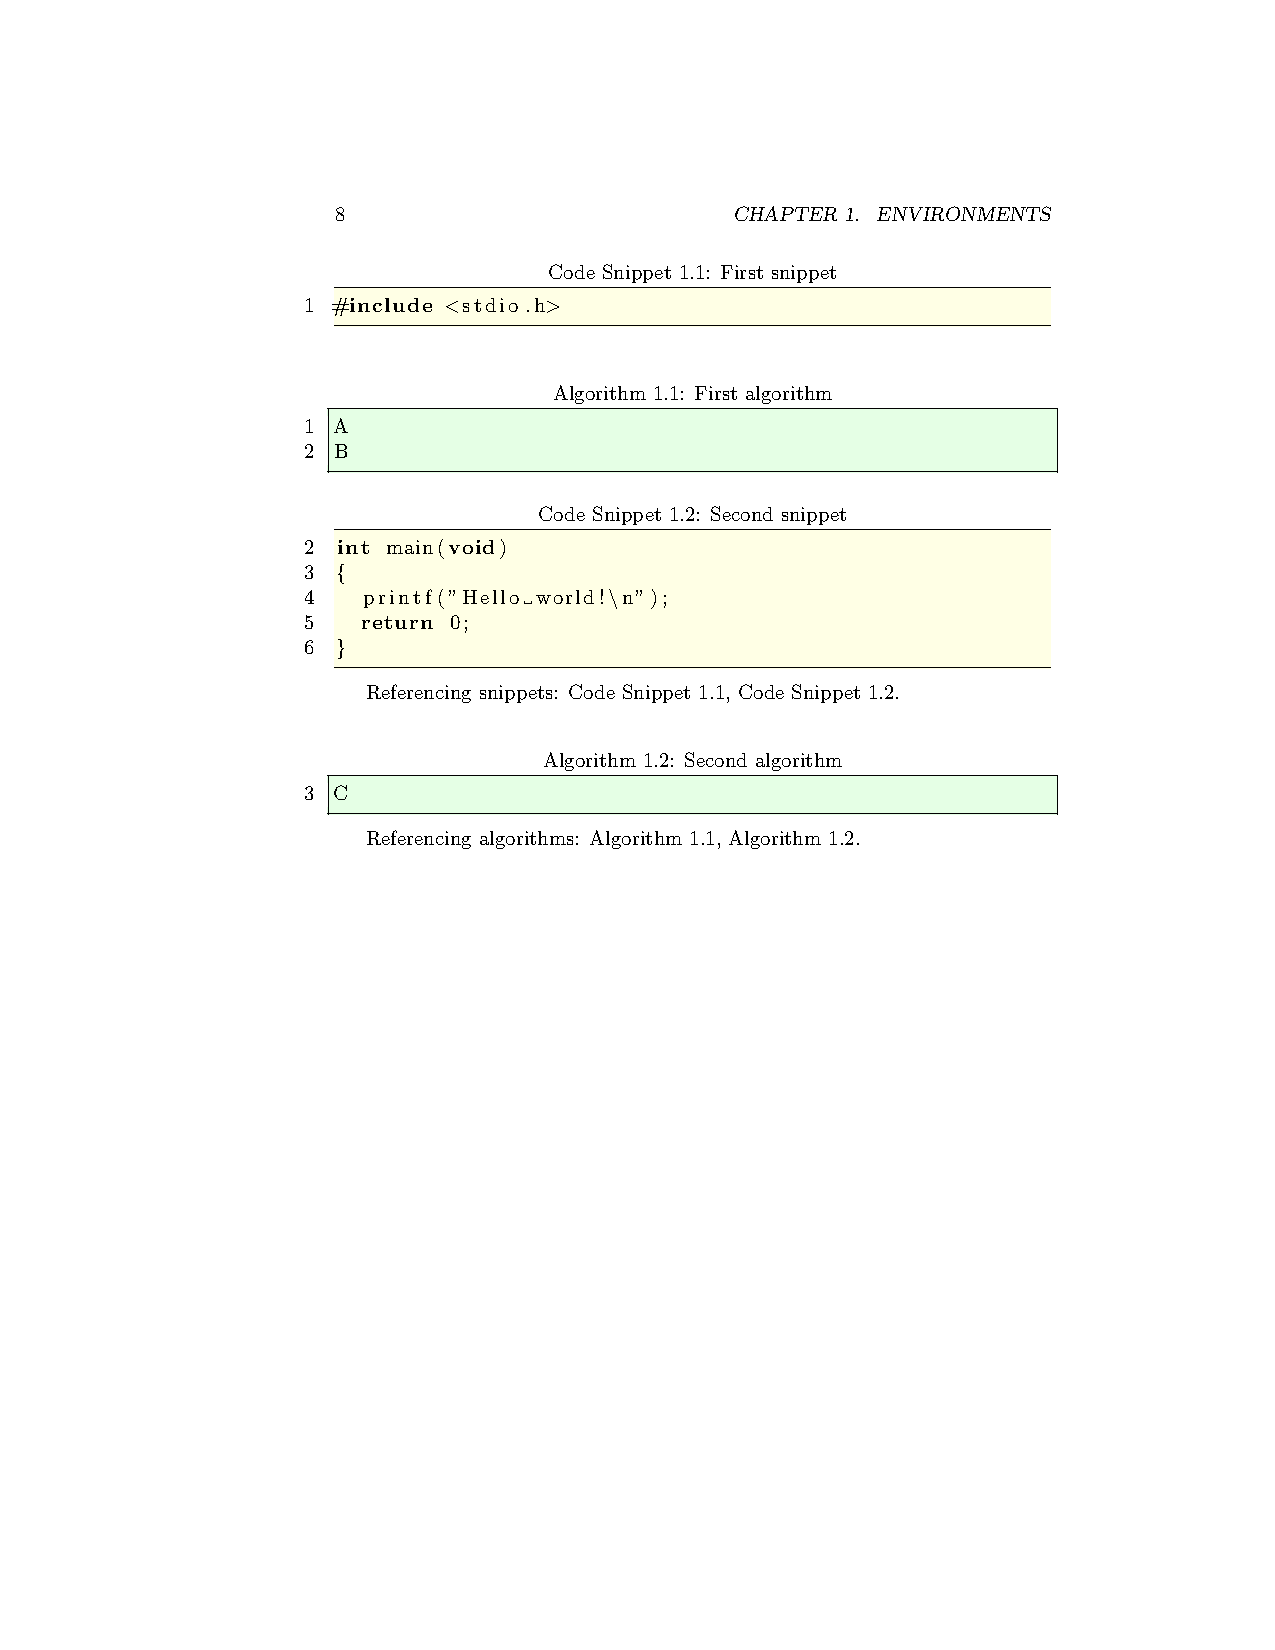 8 CHAPTER 1. ENVIRONMENTS
Code Snippet 1.1: First snippet
1 #include <stdio.h>
Algorithm 1.1: First algorithm
1 A
2 B
Code Snippet 1.2: Second snippet
2 int main(void)
3 {
4 printf("Hello␣world!\n");
5 return 0;
6 }
Referencing snippets: Code Snippet 1.1, Code Snippet 1.2.
Algorithm 1.2: Second algorithm
3 C
Referencing algorithms: Algorithm 1.1, Algorithm 1.2.